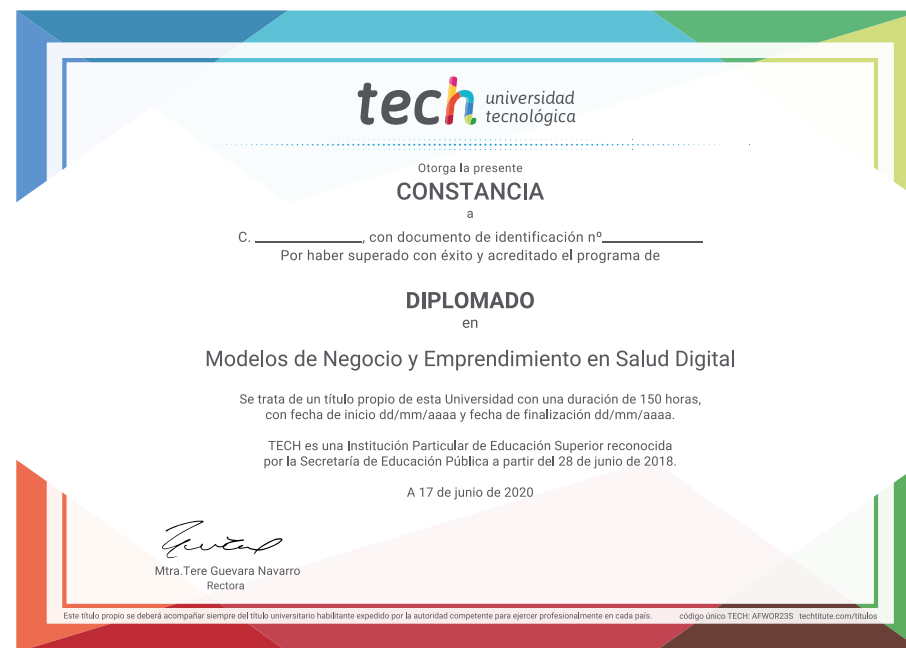 tech universidad
tecnológica
Otorga la presente
CONSTANCIA
a
C. ____________, con documento de identificación nº____________
Por haber superado con éxito y acreditado el programa de
DIPLOMADO
en
Modelos de Negocio y Emprendimiento en Salud Digital
Se trata de un título propio de esta Universidad con una duración de 150 horas,
con fecha de inicio dd/mm/aaaa y fecha de finalización dd/mm/aaaa.
TECH es una Institución Particular de Educación Superior reconocida
por la Secretaría de Educación Pública a partir del 28 de junio de 2018.
A 17 de junio de 2020
Mtra.Tere Guevara Navarro
Rectora
Este título propio se deberá acompañar siempre del título universitario habilitante expedido por la autoridad competente para ejercer profesionalmente en cada país. código único TECH: AFWOR23S techtitute.com/títulos